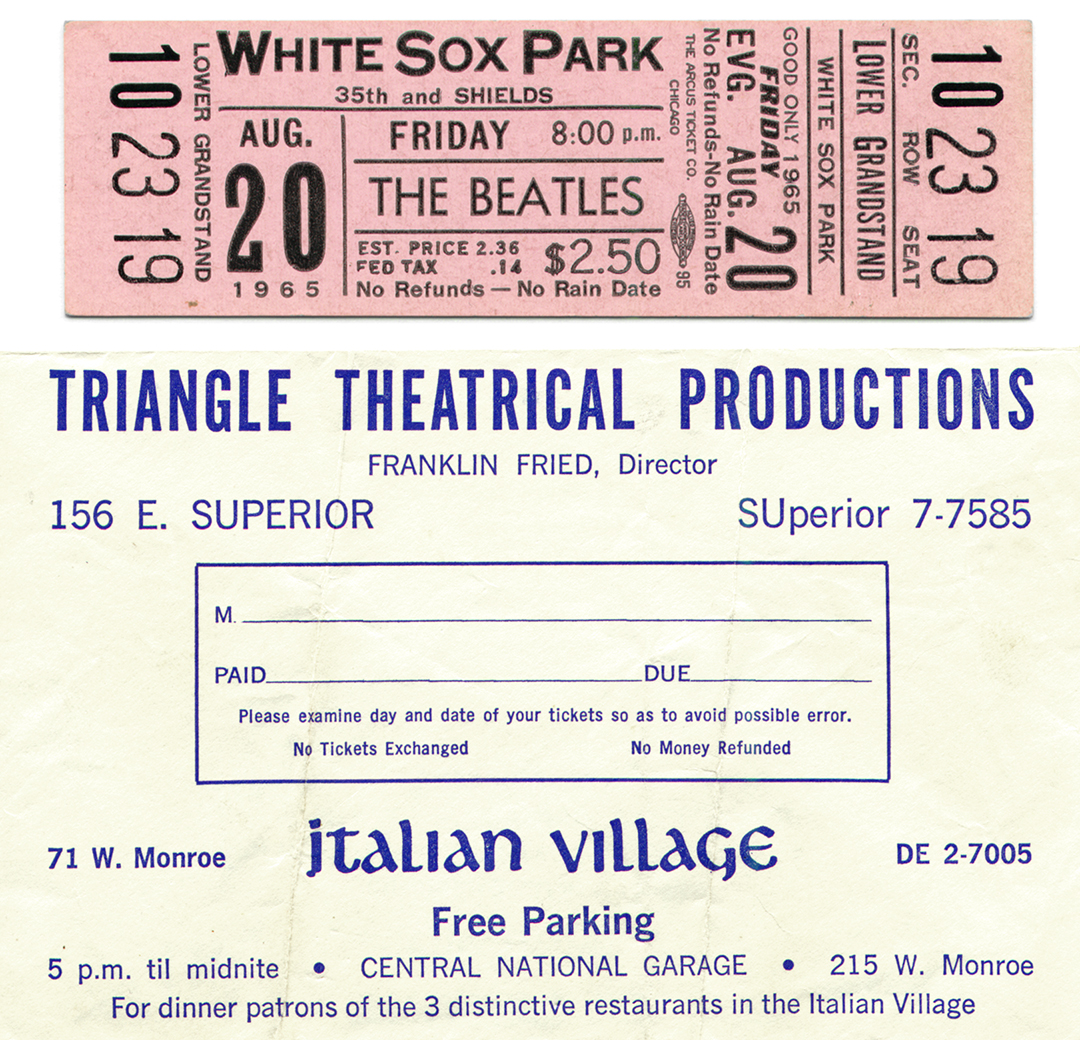 10 23 19
LOWER GRANDSTAND
WHITE SOX PARK
35th and SHIELDS
AUG.
20
1965
FRIDAY 8:00 p.m.
THE BEATLES
EST. PRICE 2.36
FED TAX .14
$2.50
No Refunds — No Rain Date
THE ARCUS TICKET CO.
CHICAGO
95
No Refunds-No Rain Date
EVG. AUG. 20
FRIDAY
GOOD ONLY 1965
WHITE SOX PARK
LOWER GRANDSTAND
SEC. ROW SEAT
10 23 19
TRIANGLE THEATRICAL PRODUCTIONS
FRANKLIN FRIED, Director
156 E. SUPERIOR SUperior 7-7585
M.
PAID DUE
Please examine day and date of your tickets so as to avoid possible error.
No Tickets Exchanged No Money Refunded
71 W. Monroe italian village DE 2-7005
Free Parking
5 p.m. til midnite • CENTRAL NATIONAL GARAGE • 215 W. Monroe
For dinner patrons of the 3 distinctive restaurants in the Italian Village